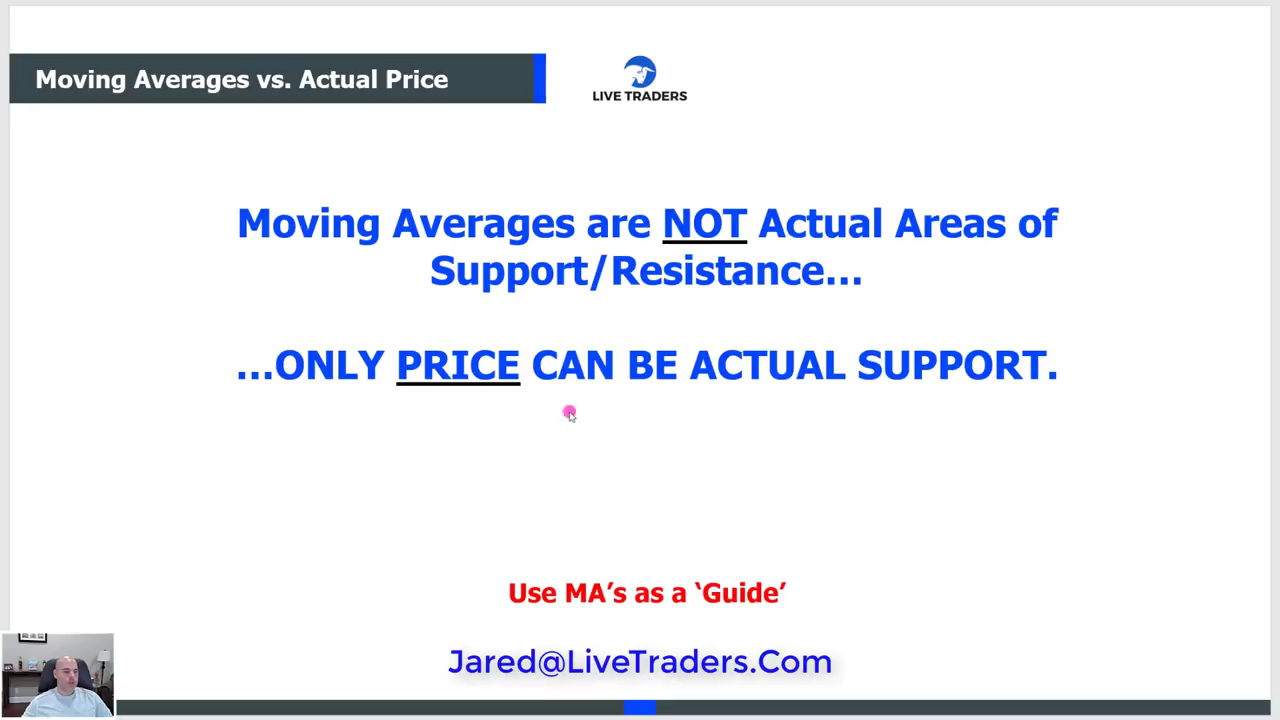 Moving Averages vs. Actual Price
LIVE TRADERS
Moving Averages are NOT Actual Areas of
Support/Resistance...
...ONLY PRICE CAN BE ACTUAL SUPPORT.
Use MA’s as a ‘Guide’
Jared@LiveTraders.Com